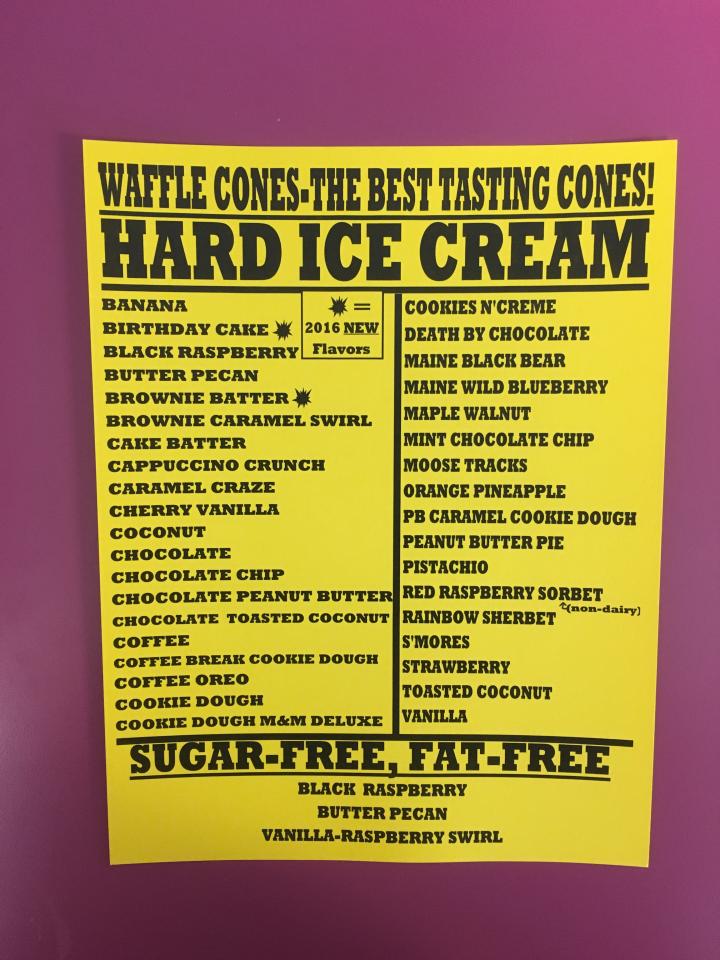 WAFFLE CONES-THE BEST TASTING CONES!
HARD ICE CREAM
BANANA
BIRTHDAY CAKE
BLACK RASPBERRY
BUTTER PECAN
BROWNIE BATTER
BROWNIE CARAMEL SWIRL
CAKE BATTER
CAPPUCCINO CRUNCH
CARAMEL CRAZE
CHERRY VANILLA
COCONUT
CHOCOLATE
CHOCOLATE CHIP
CHOCOLATE PEANUT BUTTER
CHOCOLATE TOASTED COCONUT
COFFEE
COFFEE BREAK COOKIE DOUGH
COFFEE OREO
COOKIE DOUGH
COOKIE DOUGH M&M DELUXE
=
2016 NEW
Flavors
COOKIES N'CREME
DEATH BY CHOCOLATE
MAINE BLACK BEAR
MAINE WILD BLUEBERRY
MAPLE WALNUT
MINT CHOCOLATE CHIP
MOOSE TRACKS
ORANGE PINEAPPLE
PB CARAMEL COOKIE DOUGH
PEANUT BUTTER PIE
PISTACHIO
RED RASPBERRY SORBET
(non-dairy)
RAINBOW SHERBET
S'MORES
STRAWBERRY
TOASTED COCONUT
VANILLA
SUGAR-FREE, FAT-FREE
BLACK RASPBERRY
BUTTER PECAN
VANILLA-RASPBERRY SWIRL